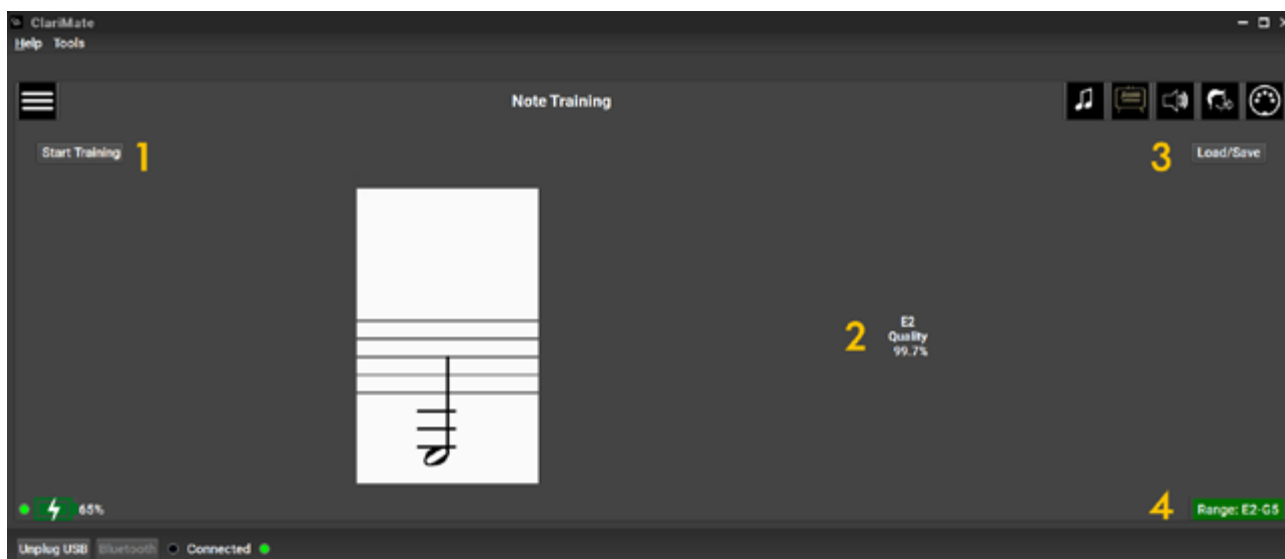 ClariMate
Help Tools
Note Training
Start Training 1
3 Load/Save
2
E2
Quality
99.7%
65%
4 Range: E2-G5
Unplug USB Bluetooth Connected